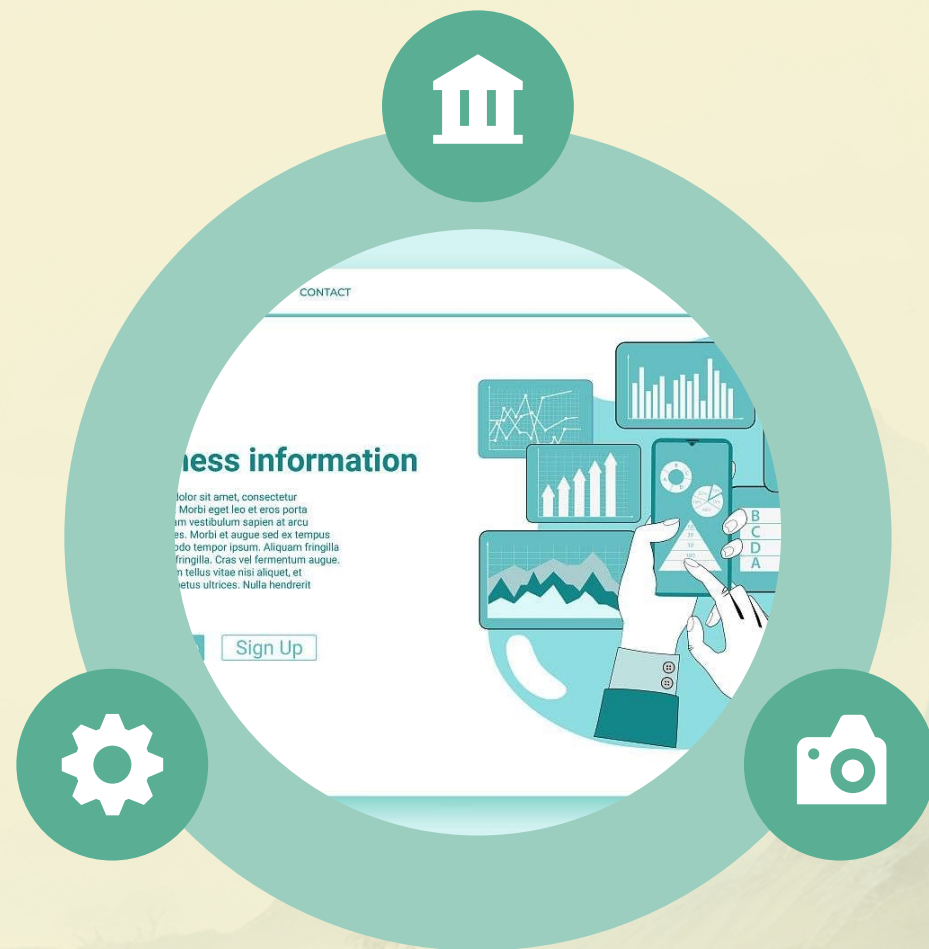 CONTACT
ness information
dolor sit amet, consectetur
Morbi eget leo et eros porta
am vestibulum sapien at arcu
es. Morbi et augue sed ex tempus
odo tempor ipsum. Aliquam fringilla
fringilla. Cras vel fermentum augue.
n tellus vitae nisi aliquet, et
etus ultrices. Nulla hendrerit
Sign Up
B
C
D
A